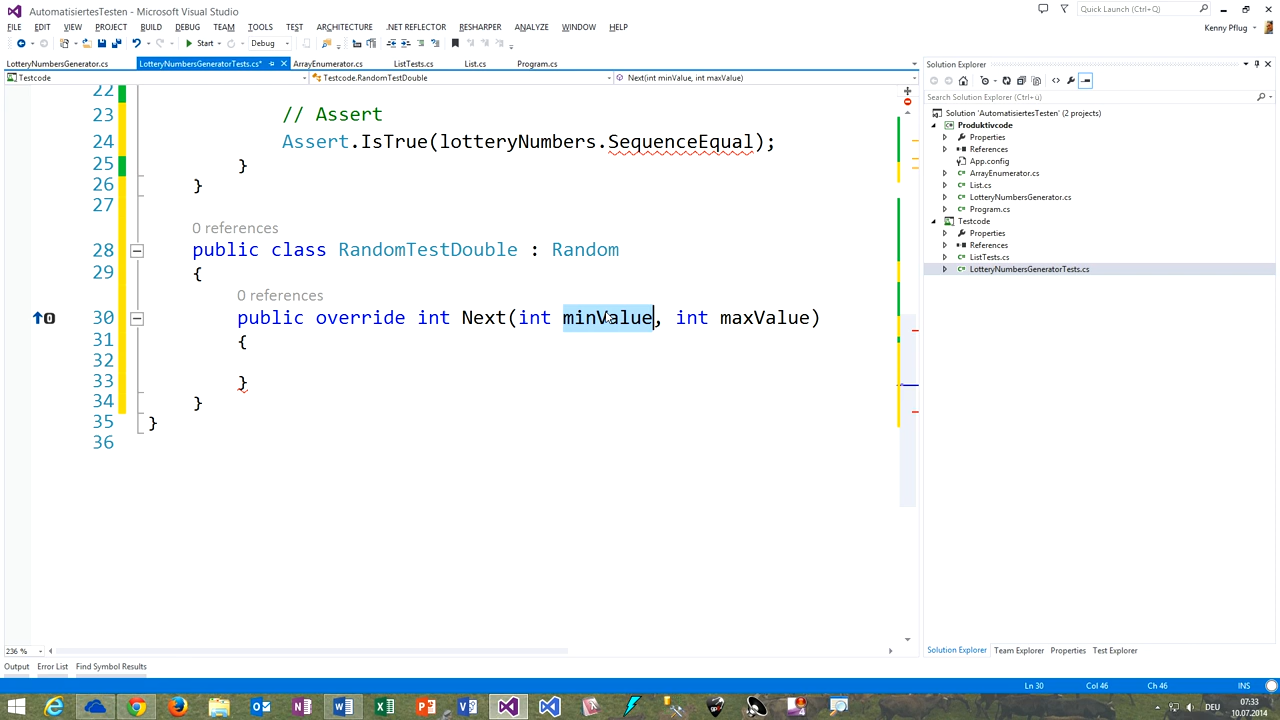 AutomatisiertesTesten - Microsoft Visual Studio
Quick Launch (Ctrl+Q)
FILE EDIT VIEW PROJECT BUILD DEBUG TEAM TOOLS TEST ARCHITECTURE .NET REFLECTOR RESHARPER ANALYZE WINDOW HELP
Kenny Pflug
Start Debug
LotteryNumbersGenerator.cs LotteryNumbersGeneratorTests.cs* ArrayEnumerator.cs ListTests.cs List.cs Program.cs
Testcode Testcode.RandomTestDouble Next(int minValue, int maxValue)
22
23 // Assert
24 Assert.IsTrue(lotteryNumbers.SequenceEqual);
25 }
26 }
27
0 references
28 public class RandomTestDouble : Random
29 {
0 references
30 public override int Next(int minValue, int maxValue)
31 {
32
33 }
34 }
35 }
36
236 %
Output Error List Find Symbol Results
Solution Explorer
Search Solution Explorer (Ctrl+ü)
Solution 'AutomatisiertesTesten' (2 projects)
Produktivcode
Properties
References
App.config
ArrayEnumerator.cs
List.cs
LotteryNumbersGenerator.cs
Program.cs
Testcode
Properties
References
ListTests.cs
LotteryNumbersGeneratorTests.cs
Solution Explorer Team Explorer Properties Test Explorer
Ln 30 Col 46 Ch 46 INS
DEU
07:33
10.07.2014